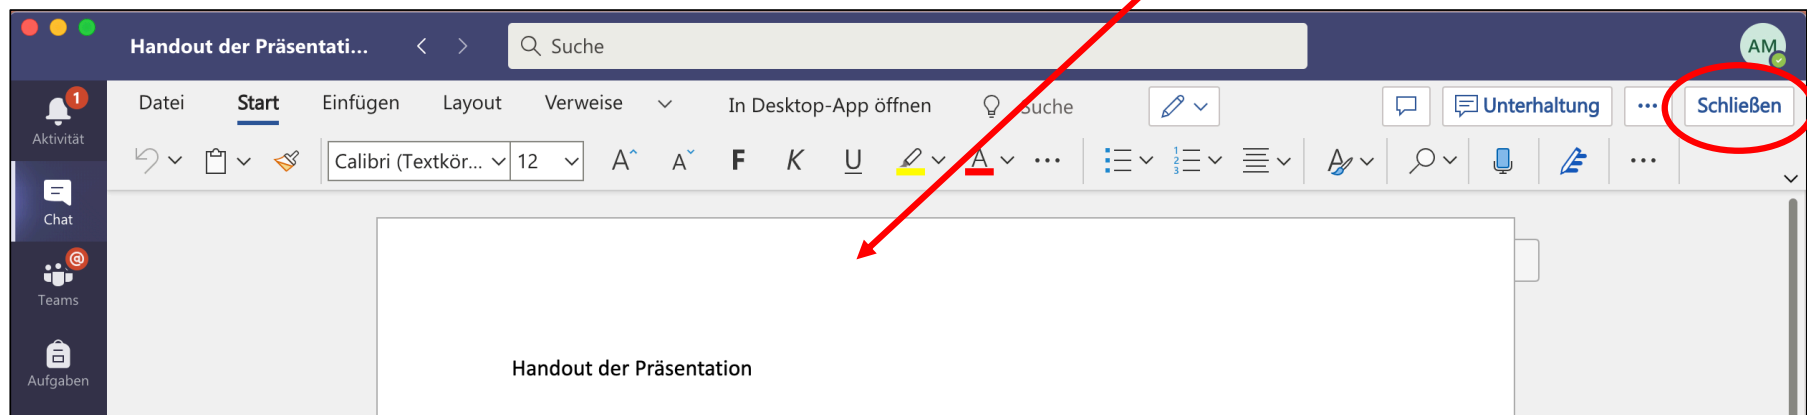 Handout der Präsentati...
Suche
AM
1
Aktivität
Datei Start Einfügen Layout Verweise In Desktop-App öffnen Suche Unterhaltung ... Schließen
Calibri (Textkör... 12 A A F K U A ... ...
Chat
@
Teams
Handout der Präsentation
Aufgaben